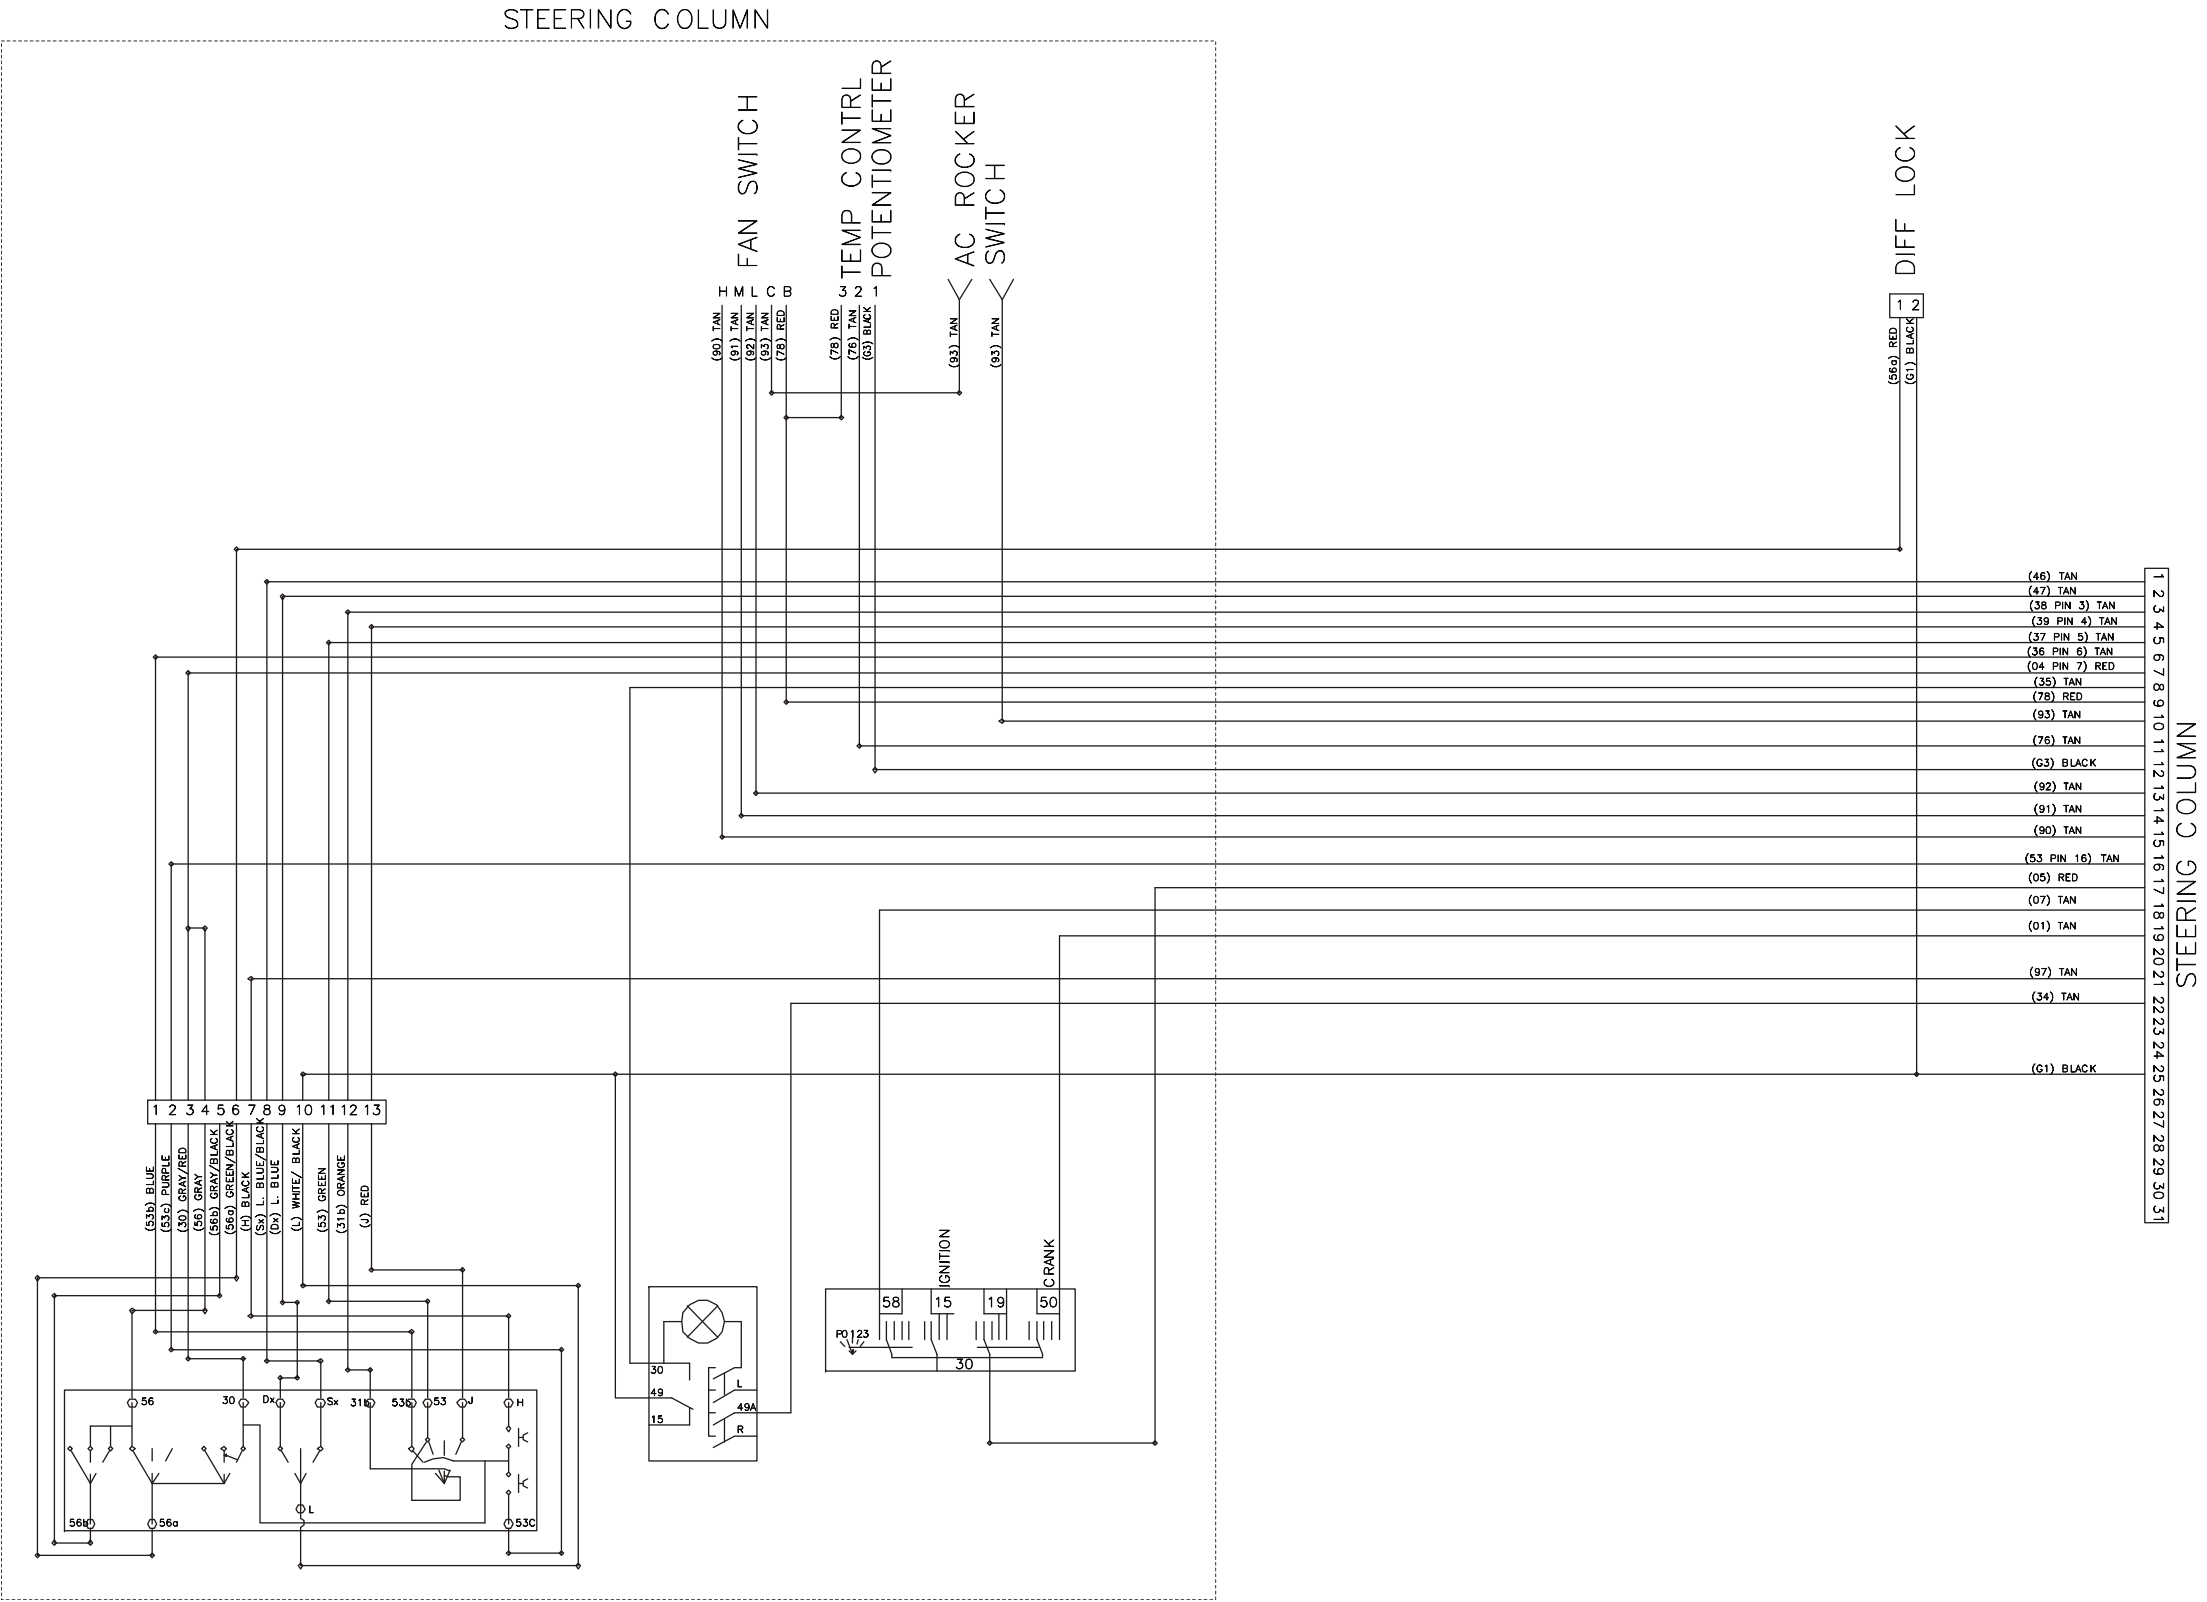 STEERING COLUMN
FAN SWITCH
TEMP CONTRL
POTENTIOMETER
AC ROCKER
SWITCH
DIFF LOCK
H M L C B
3 2 1
1 2
(90) TAN
(91) TAN
(92) TAN
(93) TAN
(78) RED
(78) RED
(76) TAN
(G3) BLACK
(93) TAN
(93) TAN
(56a) RED
(G1) BLACK
(46) TAN
(47) TAN
(38 PIN 3) TAN
(39 PIN 4) TAN
(37 PIN 5) TAN
(36 PIN 6) TAN
(04 PIN 7) RED
(35) TAN
(78) RED
(93) TAN
(76) TAN
(G3) BLACK
(92) TAN
(91) TAN
(90) TAN
(53 PIN 16) TAN
(05) RED
(07) TAN
(01) TAN
(97) TAN
(34) TAN
(G1) BLACK
1 2 3 4 5 6 7 8 9 10 11 12 13 14 15 16 17 18 19 20 21 22 23 24 25 26 27 28 29 30 31
STEERING COLUMN
1 2 3 4 5 6 7 8 9 10 11 12 13
(53b) BLUE
(53c) PURPLE
(30) GRAY/RED
(56) GRAY
(56b) GRAY/BLACK
(56a) GREEN/BLACK
(H) BLACK
(Sx) L. BLUE/BLACK
(Dx) L. BLUE
(L) WHITE/ BLACK
(53) GREEN
(31b) ORANGE
(J) RED
IGNITION
CRANK
58 15 19 50
P0123
30
30
49
15
L
49A
R
56 30 Dx Sx 31b 53b 53 J H
L
56b 56a 53C